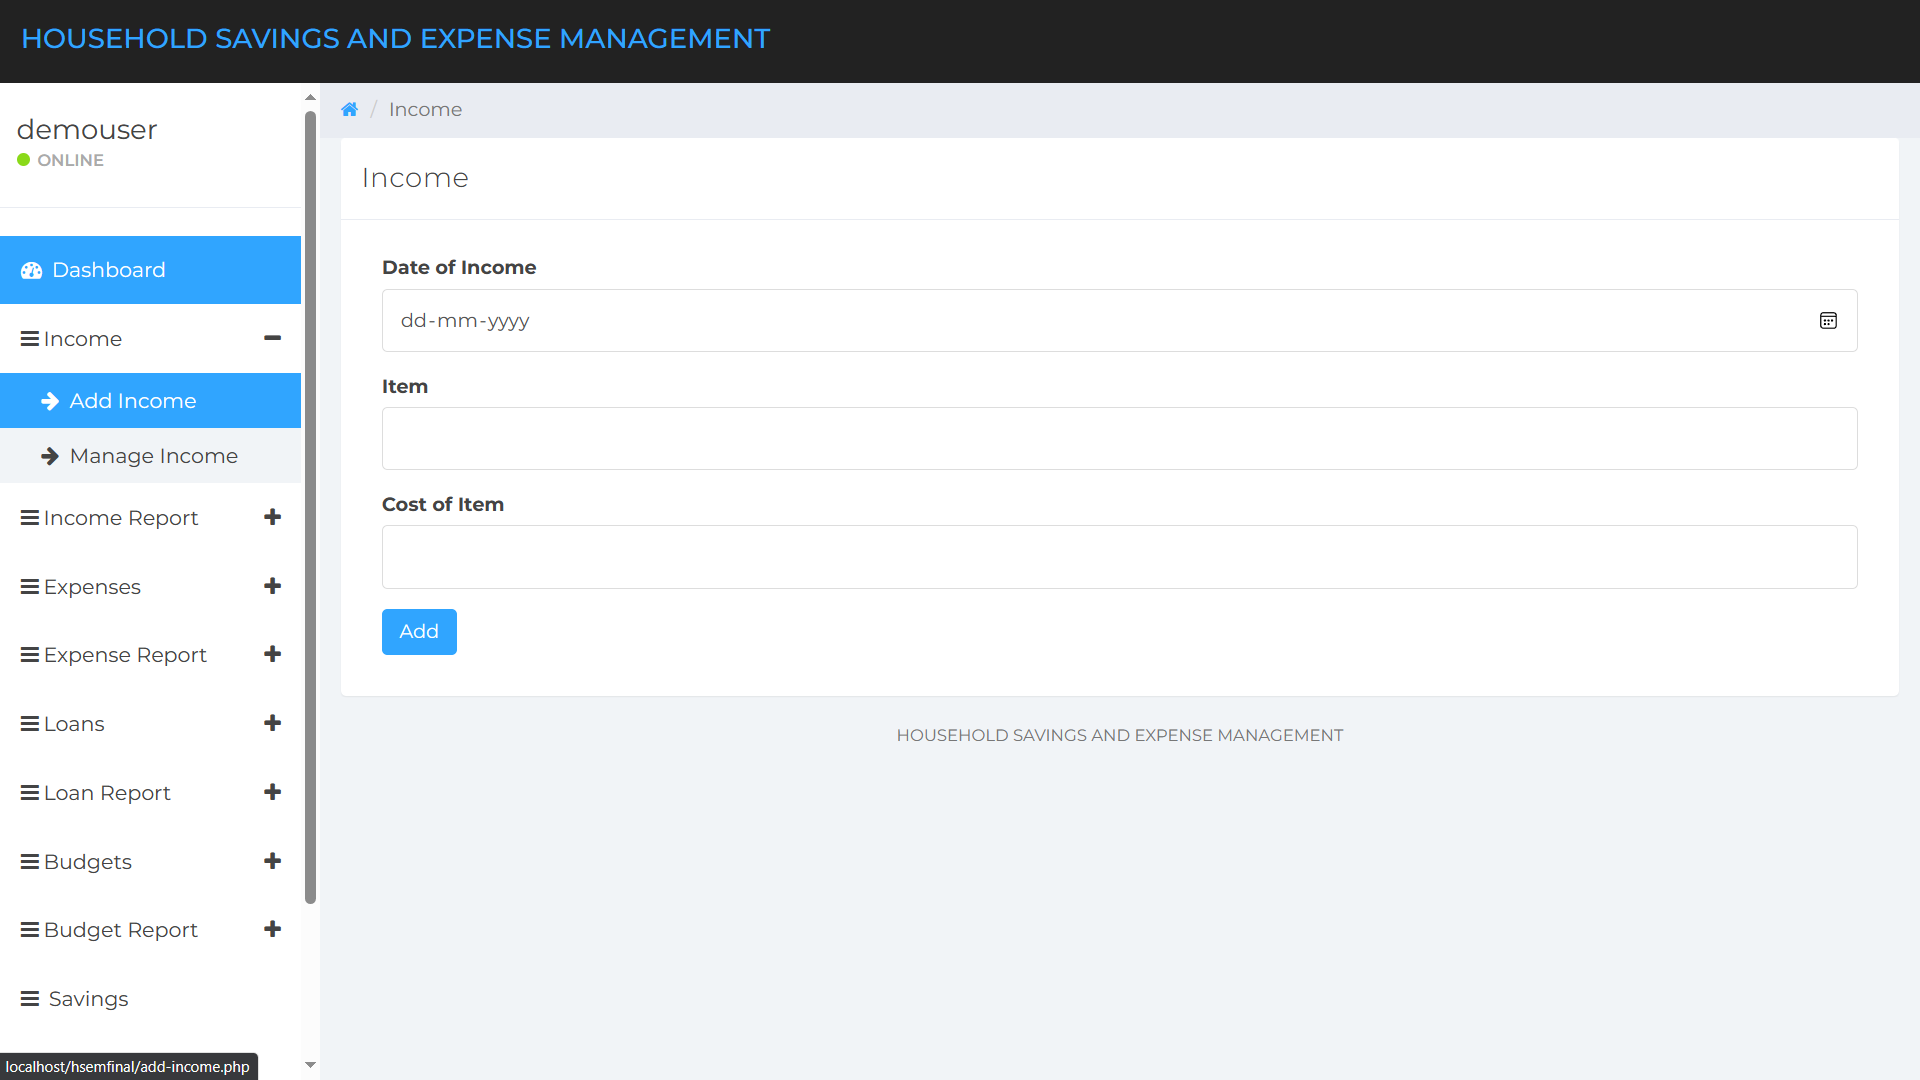 HOUSEHOLD SAVINGS AND EXPENSE MANAGEMENT
demouser
ONLINE
Dashboard
Income
Add Income
Manage Income
Income Report
Expenses
Expense Report
Loans
Loan Report
Budgets
Budget Report
Savings
localhost/hsemfinal/add-income.php
/ Income
Income
Date of Income
dd-mm-yyyy
Item
Cost of Item
Add
HOUSEHOLD SAVINGS AND EXPENSE MANAGEMENT